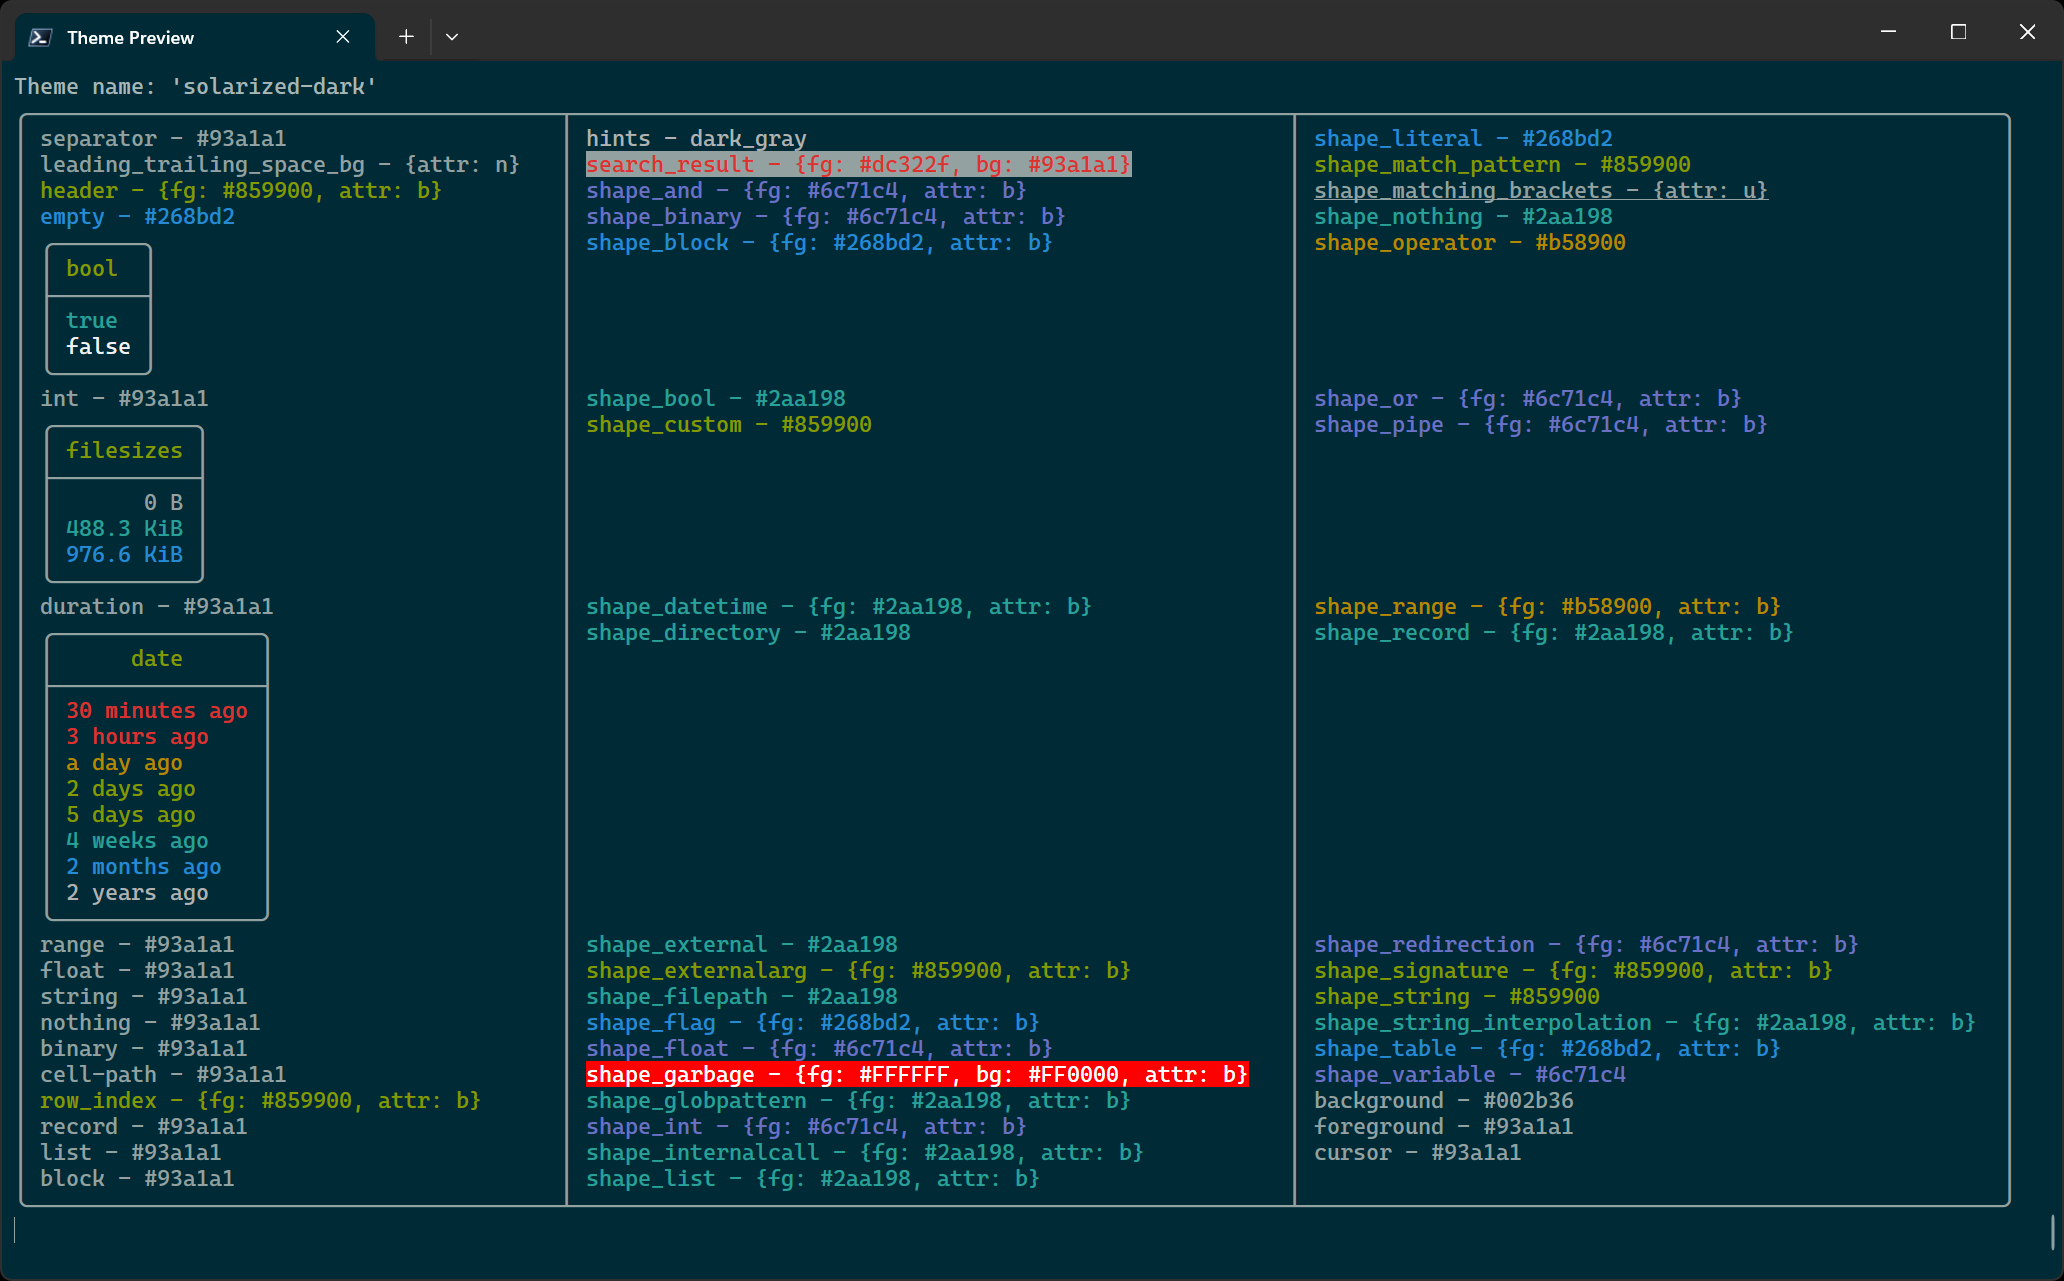 Theme Preview
Theme name: 'solarized-dark'
separator - #93a1a1
leading_trailing_space_bg - {attr: n}
header - {fg: #859900, attr: b}
empty - #268bd2
bool
true
false
int - #93a1a1
filesizes
0 B
488.3 KiB
976.6 KiB
duration - #93a1a1
date
30 minutes ago
3 hours ago
a day ago
2 days ago
5 days ago
4 weeks ago
2 months ago
2 years ago
range - #93a1a1
float - #93a1a1
string - #93a1a1
nothing - #93a1a1
binary - #93a1a1
cell-path - #93a1a1
row_index - {fg: #859900, attr: b}
record - #93a1a1
list - #93a1a1
block - #93a1a1
hints - dark_gray
search_result - {fg: #dc322f, bg: #93a1a1}
shape_and - {fg: #6c71c4, attr: b}
shape_binary - {fg: #6c71c4, attr: b}
shape_block - {fg: #268bd2, attr: b}
shape_bool - #2aa198
shape_custom - #859900
shape_datetime - {fg: #2aa198, attr: b}
shape_directory - #2aa198
shape_external - #2aa198
shape_externalarg - {fg: #859900, attr: b}
shape_filepath - #2aa198
shape_flag - {fg: #268bd2, attr: b}
shape_float - {fg: #6c71c4, attr: b}
shape_garbage - {fg: #FFFFFF, bg: #FF0000, attr: b}
shape_globpattern - {fg: #2aa198, attr: b}
shape_int - {fg: #6c71c4, attr: b}
shape_internalcall - {fg: #2aa198, attr: b}
shape_list - {fg: #2aa198, attr: b}
shape_literal - #268bd2
shape_match_pattern - #859900
shape_matching_brackets - {attr: u}
shape_nothing - #2aa198
shape_operator - #b58900
shape_or - {fg: #6c71c4, attr: b}
shape_pipe - {fg: #6c71c4, attr: b}
shape_range - {fg: #b58900, attr: b}
shape_record - {fg: #2aa198, attr: b}
shape_redirection - {fg: #6c71c4, attr: b}
shape_signature - {fg: #859900, attr: b}
shape_string - #859900
shape_string_interpolation - {fg: #2aa198, attr: b}
shape_table - {fg: #268bd2, attr: b}
shape_variable - #6c71c4
background - #002b36
foreground - #93a1a1
cursor - #93a1a1